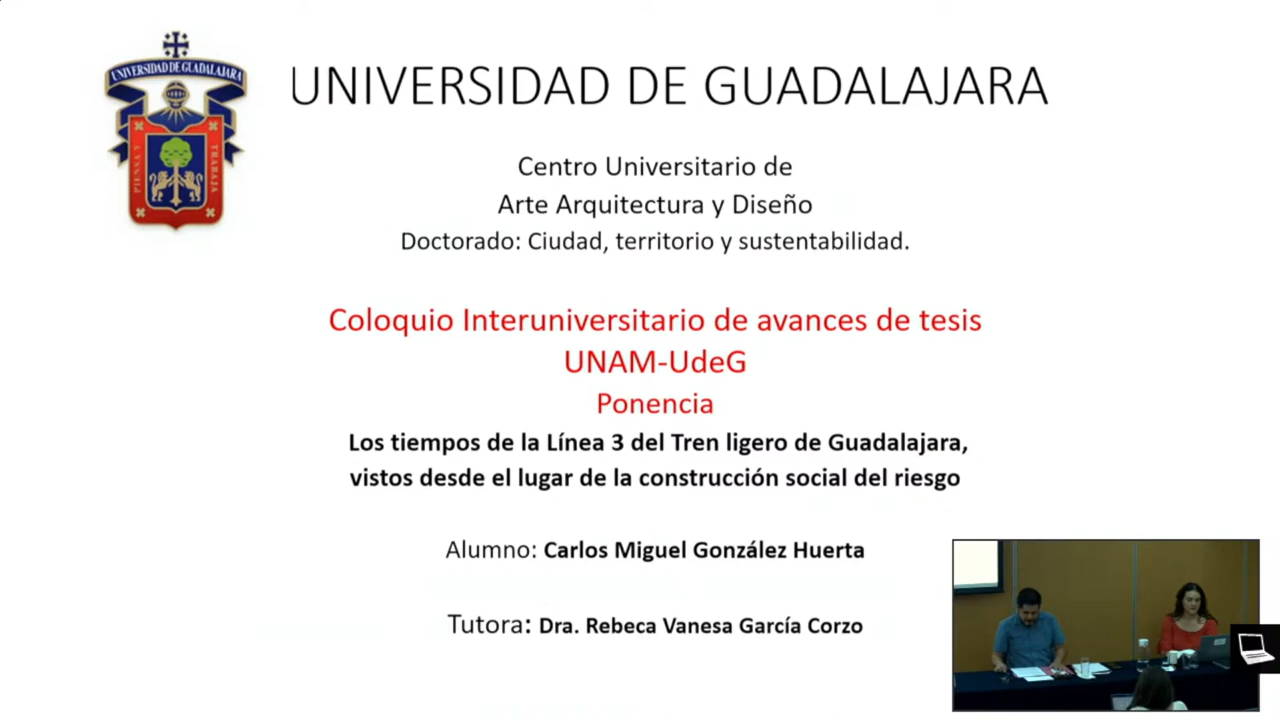 UNIVERSIDAD DE GUADALAJARA
UNIVERSIDAD DE GUADALAJARA
PIENSA Y
TRABAJA
Centro Universitario de
Arte Arquitectura y Diseño
Doctorado: Ciudad, territorio y sustentabilidad.
Coloquio Interuniversitario de avances de tesis
UNAM-UdeG
Ponencia
Los tiempos de la Línea 3 del Tren ligero de Guadalajara,
vistos desde el lugar de la construcción social del riesgo
Alumno: Carlos Miguel González Huerta
Tutora: Dra. Rebeca Vanesa García Corzo